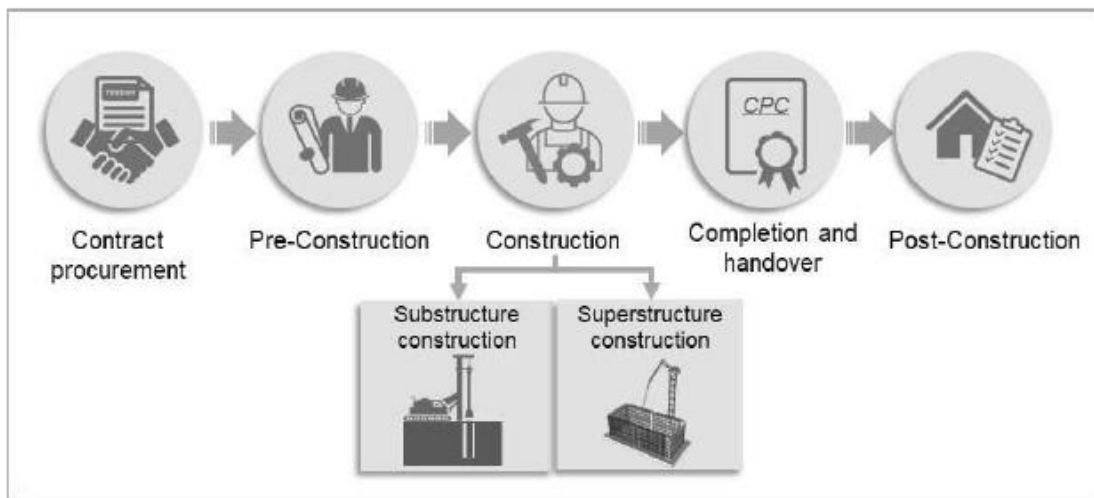 TENDER
CPC
Contract
procurement
Pre-Construction
Construction
Completion and
handover
Post-Construction
Substructure
construction
Superstructure
construction